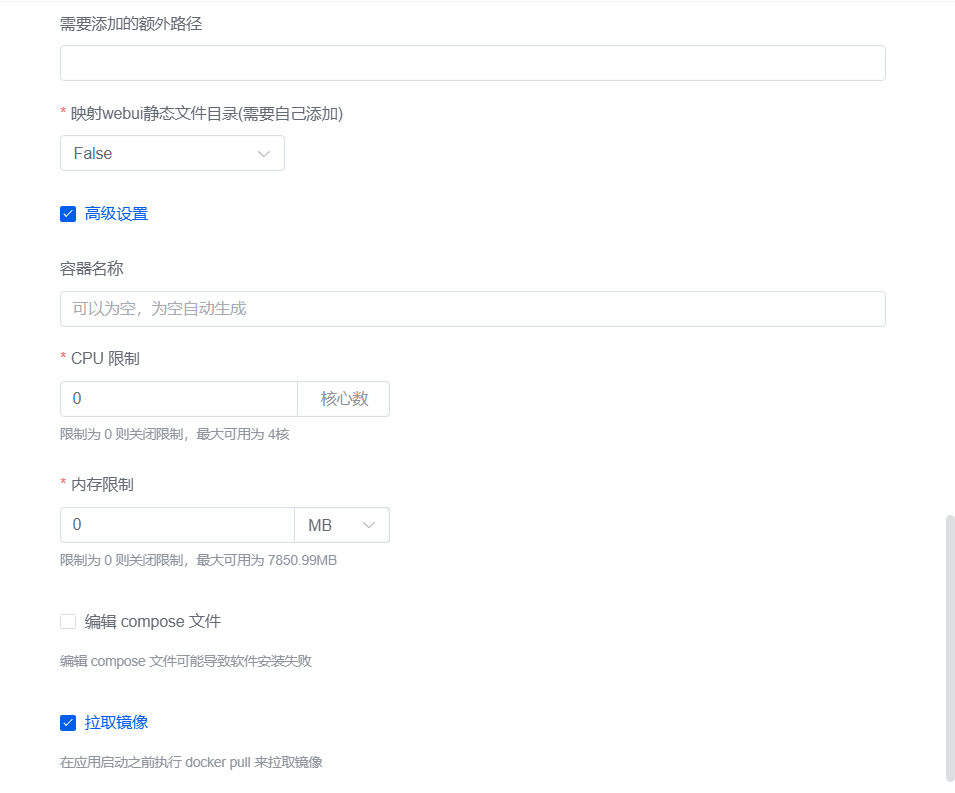 需要添加的额外路径
* 映射webui静态文件目录(需要自己添加)
False
高级设置
容器名称
可以为空，为空自动生成
* CPU 限制
0 核心数
限制为 0 则关闭限制，最大可用为 4核
* 内存限制
0 MB
限制为 0 则关闭限制，最大可用为 7850.99MB
编辑 compose 文件
编辑 compose 文件可能导致软件安装失败
拉取镜像
在应用启动之前执行 docker pull 来拉取镜像